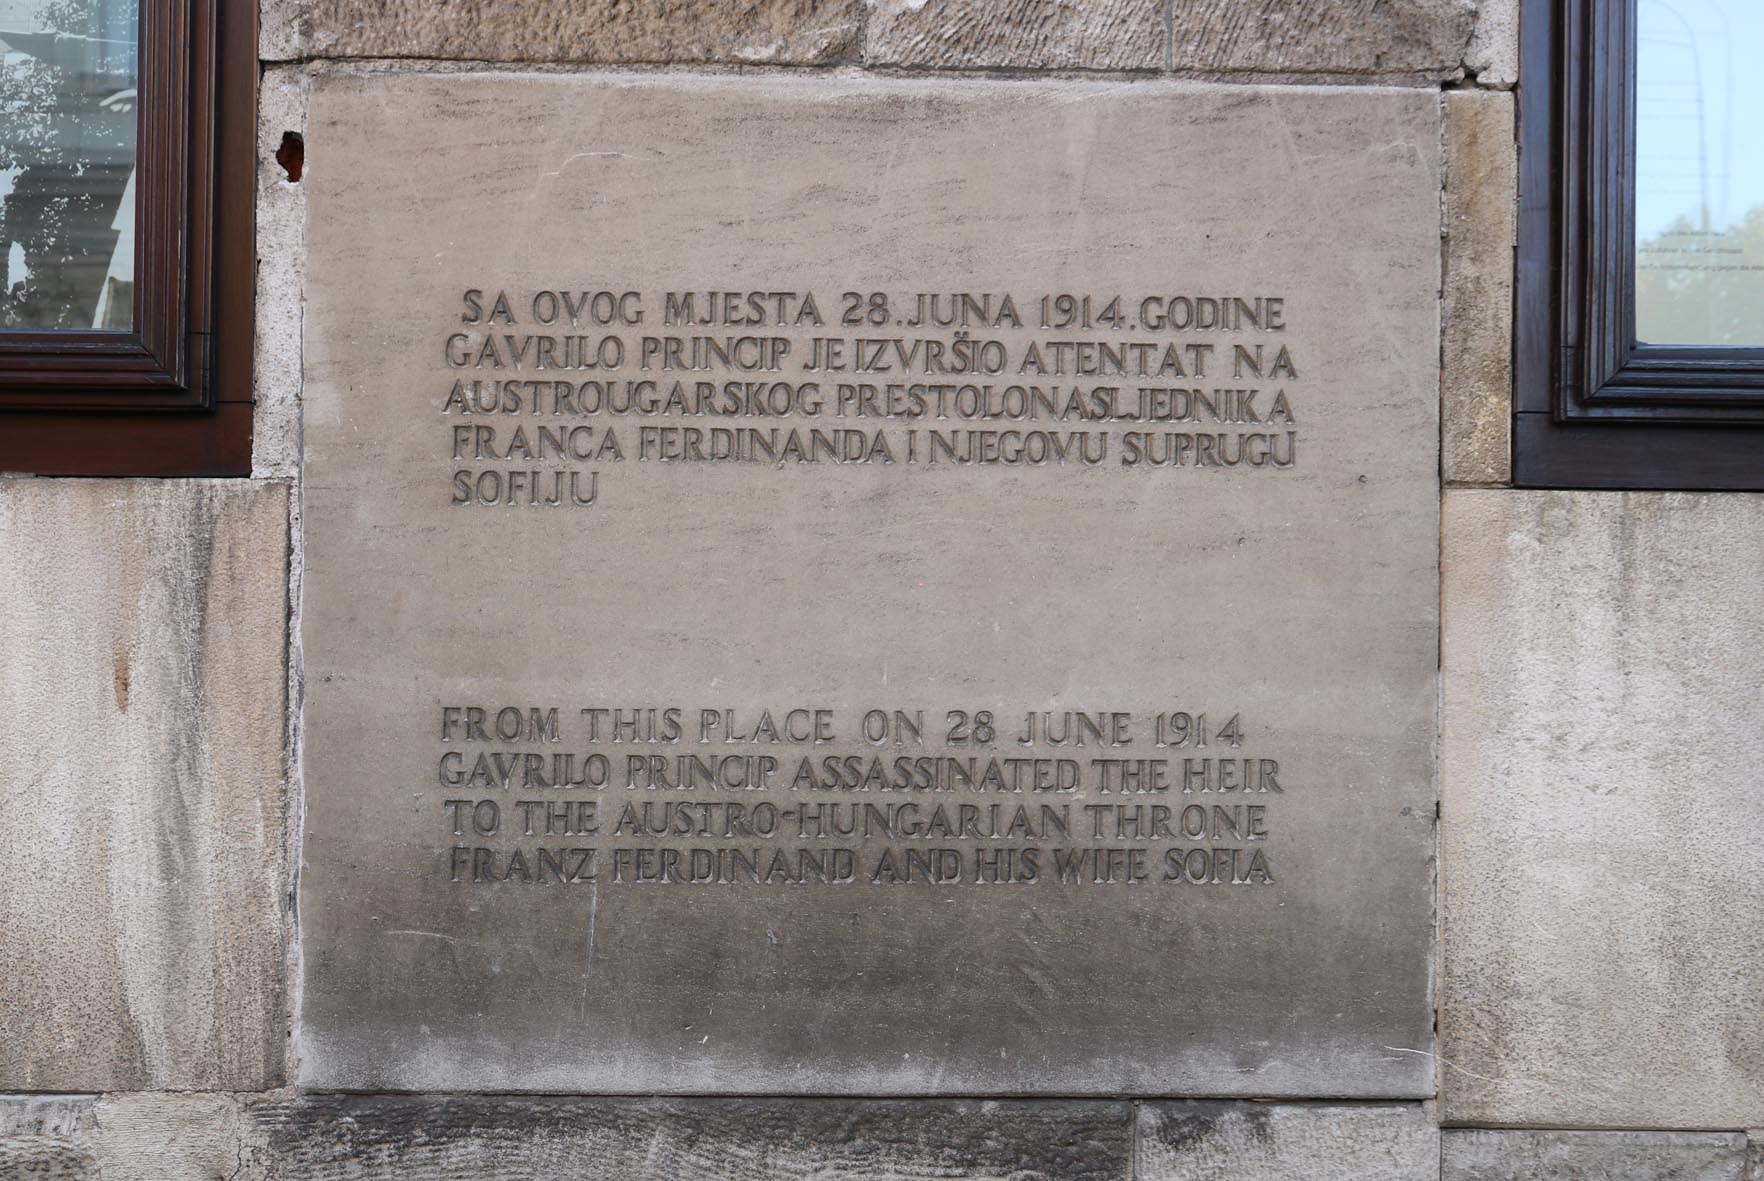 SA OVOG MJESTA 28. JUNA 1914. GODINE
GAVRILO PRINCIP JE IZVRŠIO ATENTAT NA
AUSTROUGARSKOG PRESTOLONASLJEDNIKA
FRANCA FERDINANDA I NJEGOVU SUPRUGU
SOFIJU
FROM THIS PLACE ON 28 JUNE 1914
GAVRILO PRINCIP ASSASSINATED THE HEIR
TO THE AUSTRO-HUNGARIAN THRONE
FRANZ FERDINAND AND HIS WIFE SOFIA